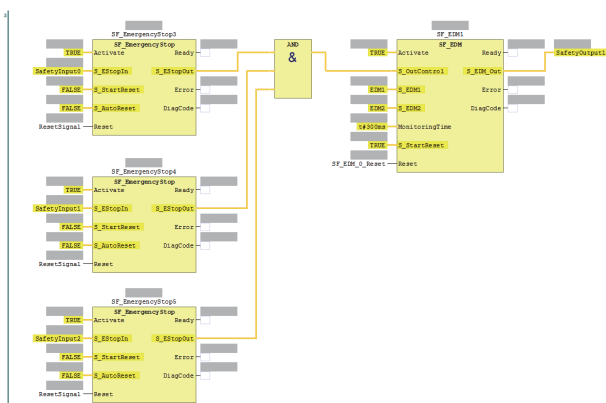 SF_EmergencyStop3
SF_EmergencyStop
TRUE Activate Ready
SafetyInput0 S_EStopIn S_EStopOut
FALSE S_StartReset Error
FALSE S_AutoReset DiagCode
ResetSignal Reset
AND
&
SF_EDM1
SF_EDM
TRUE Activate Ready SafetyOutput1
S_OutControl S_EDM_Out
EDM1 S_EDM1 Error
EDM2 S_EDM2 DiagCode
t#300ms MonitoringTime
TRUE S_StartReset
SF_EDM_0_Reset Reset
SF_EmergencyStop4
SF_EmergencyStop
TRUE Activate Ready
SafetyInput1 S_EStopIn S_EStopOut
FALSE S_StartReset Error
FALSE S_AutoReset DiagCode
ResetSignal Reset
SF_EmergencyStop5
SF_EmergencyStop
TRUE Activate Ready
SafetyInput2 S_EStopIn S_EStopOut
FALSE S_StartReset Error
FALSE S_AutoReset DiagCode
ResetSignal Reset